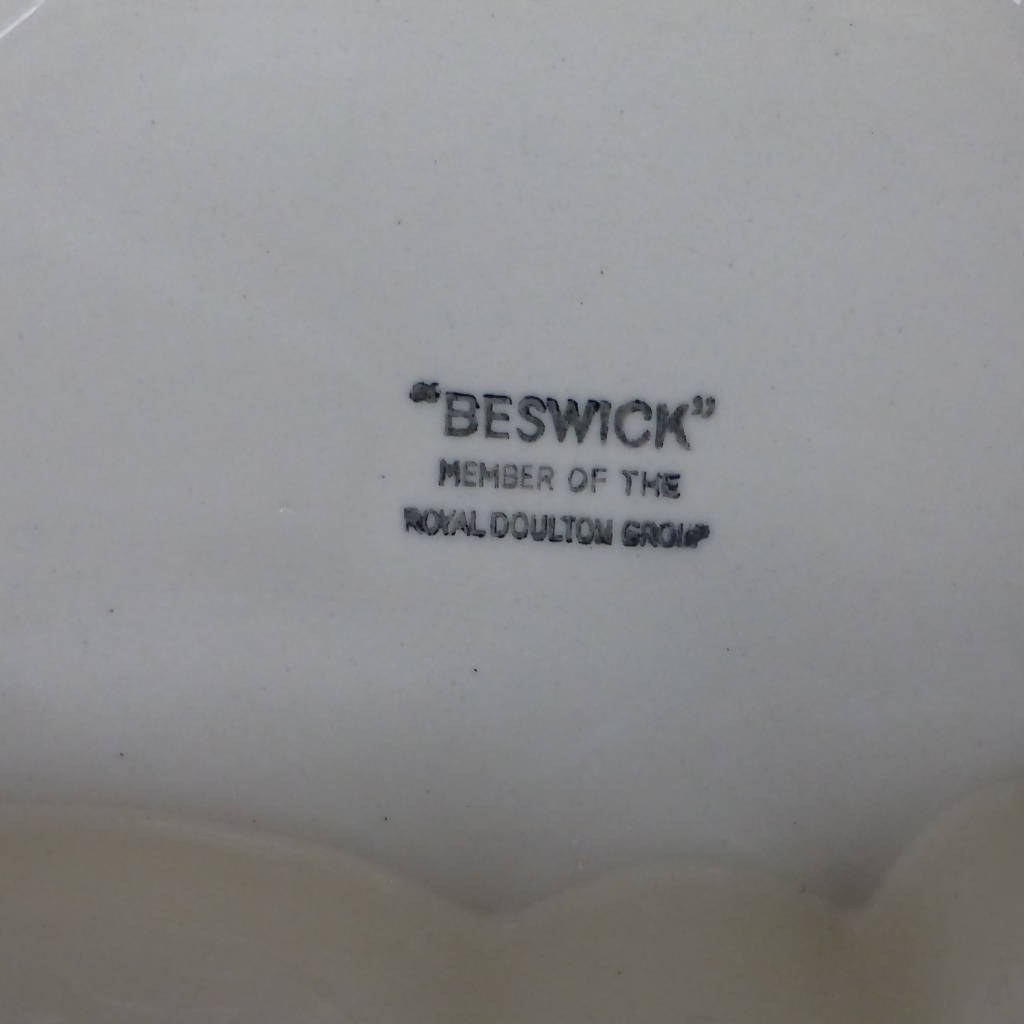 “BESWICK”
MEMBER OF THE
ROYAL DOULTON GROUP